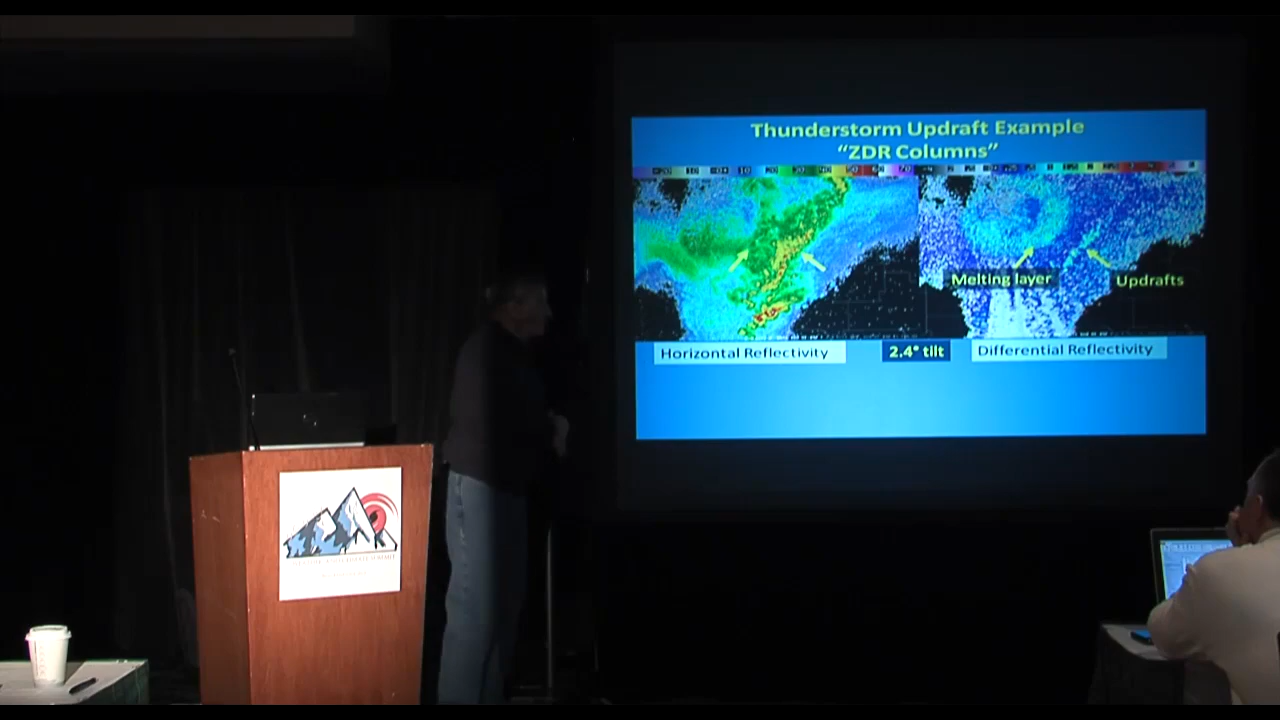 Thunderstorm Updraft Example
“ZDR Columns”
Melting layer
Updrafts
Horizontal Reflectivity
2.4° tilt
Differential Reflectivity